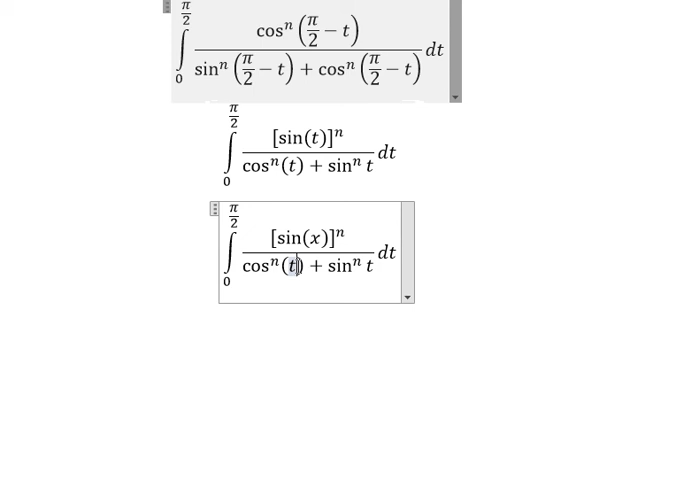 ∫₀^(π/2) cosⁿ(π/2 − t) / (sinⁿ(π/2 − t) + cosⁿ(π/2 − t)) dt
∫₀^(π/2) [sin(t)]ⁿ / (cosⁿ(t) + sinⁿ t) dt
∫₀^(π/2) [sin(x)]ⁿ / (cosⁿ(t) + sinⁿ t) dt